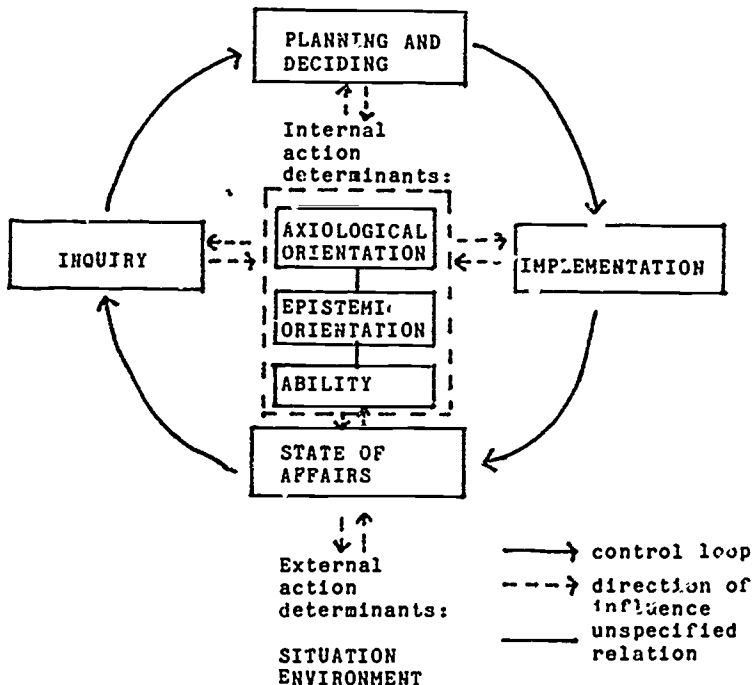 PLANNING AND
DECIDING
Internal
action
determinants:
AXIOLOGICAL
ORIENTATION
INQUIRY
IMPLEMENTATION
EPISTEMI
ORIENTATION
ABILITY
STATE OF
AFFAIRS
External
action
determinants:
SITUATION
ENVIRONMENT
control loop
direction of
influence
unspecified
relation